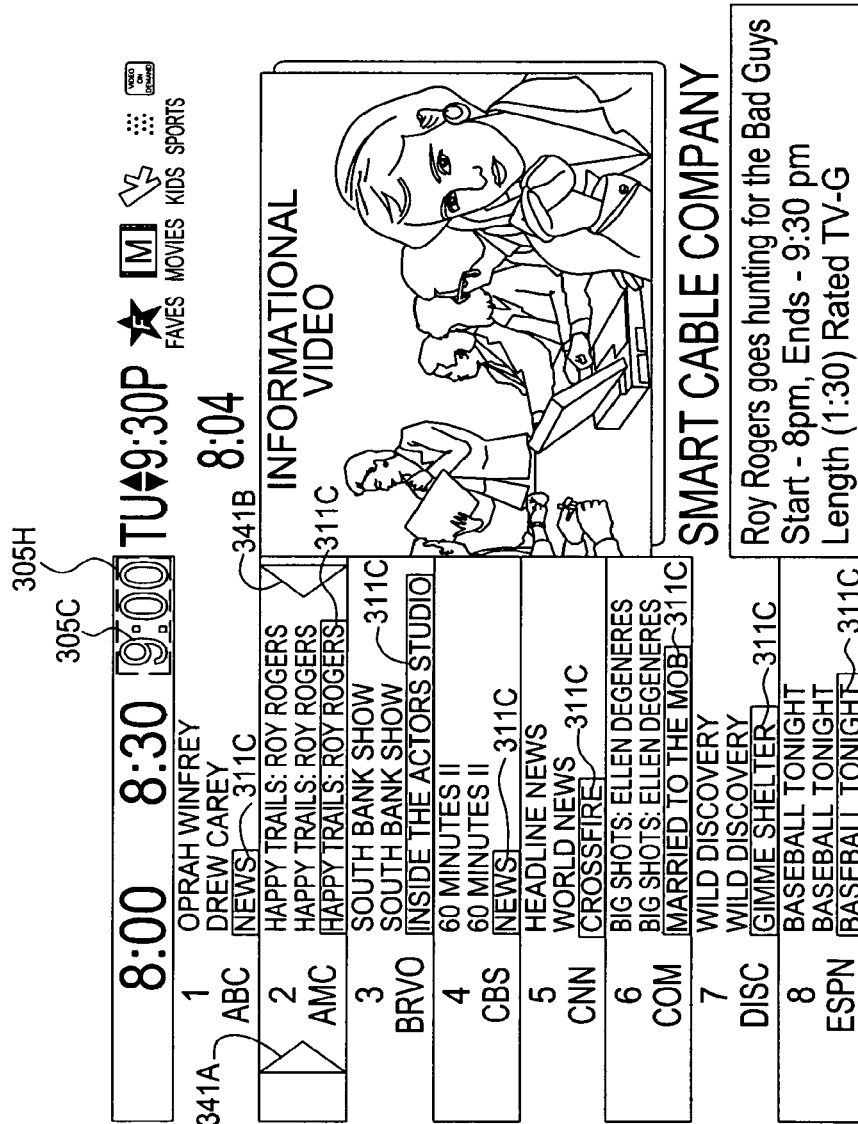 305H
305C
8:00 8:30 9:00 TU 9:30P
F M VIDEO ON DEMAND
FAVES MOVIES KIDS SPORTS
8:04
341A
341B
1 OPRAH WINFREY
DREW CAREY
ABC NEWS 311C
2 HAPPY TRAILS: ROY ROGERS
HAPPY TRAILS: ROY ROGERS
AMC HAPPY TRAILS: ROY ROGERS 311C
3 SOUTH BANK SHOW
SOUTH BANK SHOW 311C
BRVO INSIDE THE ACTORS STUDIO
4 60 MINUTES II
60 MINUTES II
CBS NEWS 311C
5 HEADLINE NEWS
WORLD NEWS 311C
CNN CROSSFIRE
6 BIG SHOTS: ELLEN DEGENERES
BIG SHOTS: ELLEN DEGENERES
COM MARRIED TO THE MOB 311C
7 WILD DISCOVERY
WILD DISCOVERY
DISC GIMME SHELTER 311C
8 BASEBALL TONIGHT
BASEBALL TONIGHT
ESPN BASEBALL TONIGHT 311C
INFORMATIONAL
VIDEO
SMART CABLE COMPANY
Roy Rogers goes hunting for the Bad Guys
Start - 8pm, Ends - 9:30 pm
Length (1:30) Rated TV-G